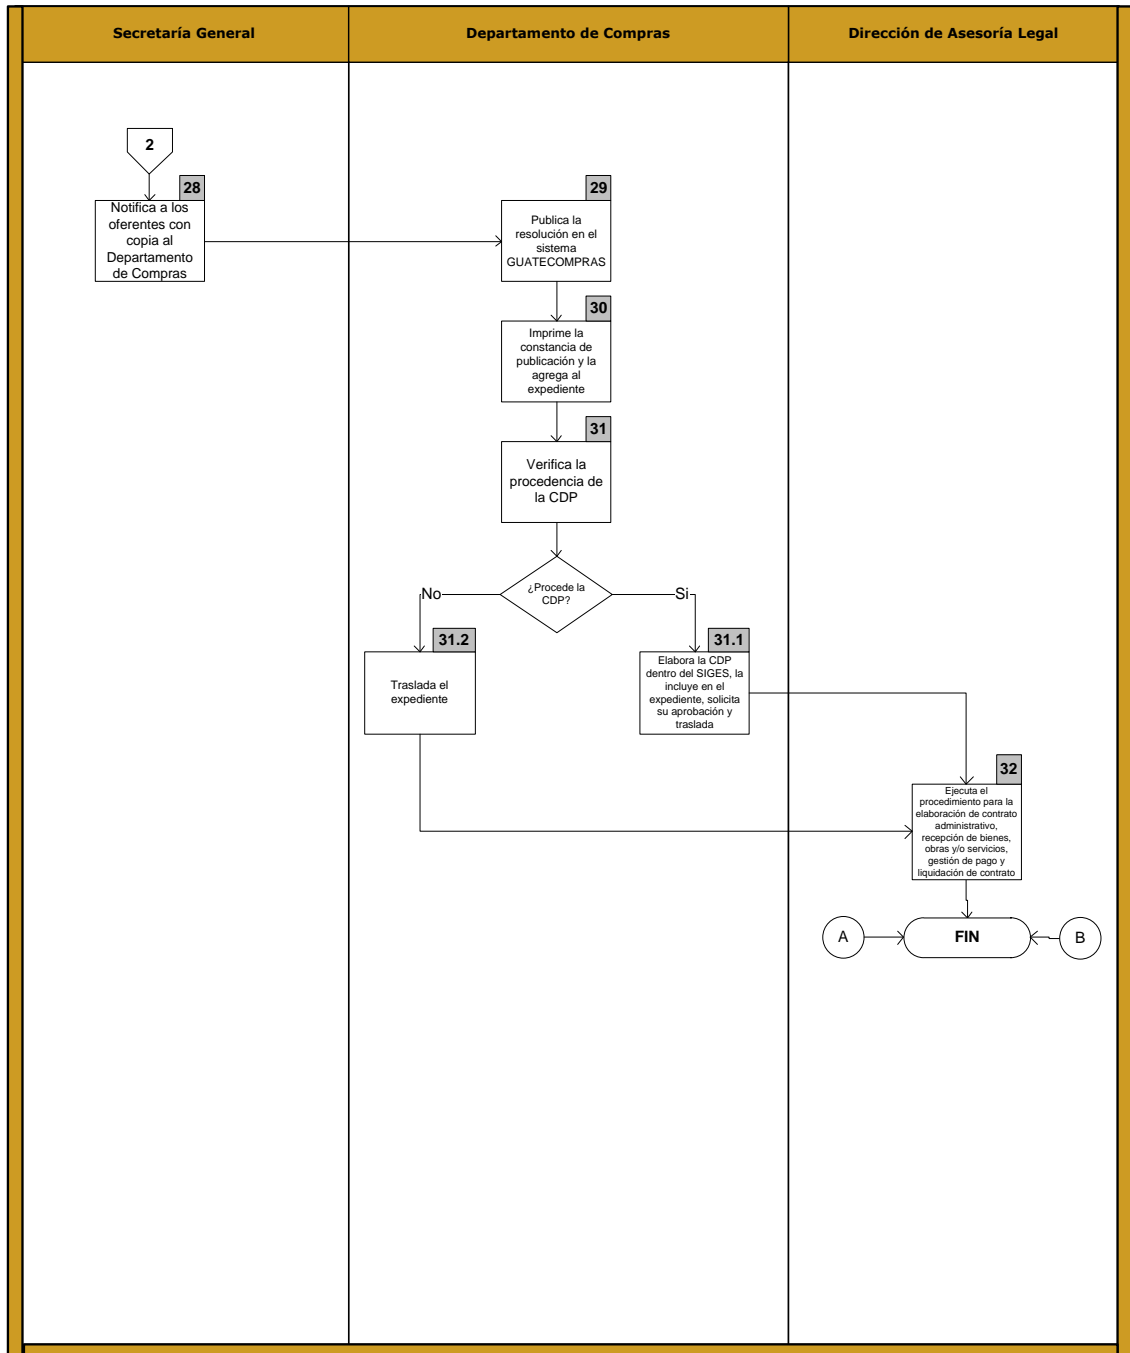 Secretaría General
Departamento de Compras
Dirección de Asesoría Legal
2
28
Notifica a los
oferentes con
copia al
Departamento
de Compras
29
Publica la
resolución en el
sistema
GUATECOMPRAS
30
Imprime la
constancia de
publicación y la
agrega al
expediente
31
Verifica la
procedencia de
la CDP
¿Procede la
CDP?
No
Si
31.2
Traslada el
expediente
31.1
Elabora la CDP
dentro del SIGES, la
incluye en el
expediente, solicita
su aprobación y
traslada
32
Ejecuta el
procedimiento para la
elaboración de contrato
administrativo,
recepción de bienes,
obras y/o servicios,
gestión de pago y
liquidación de contrato
A
FIN
B